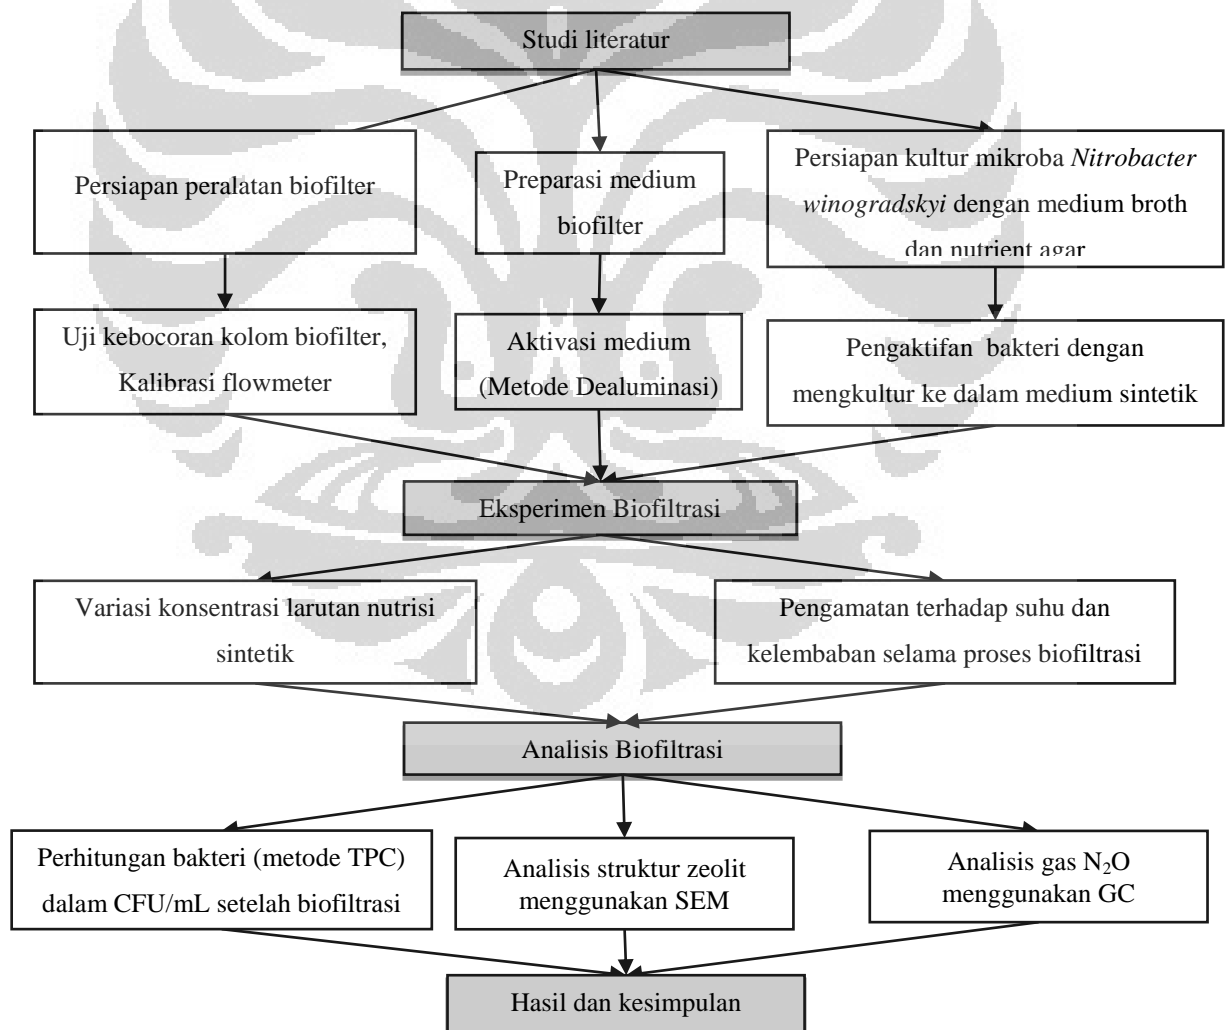 Studi literatur
Persiapan peralatan biofilter
Preparasi medium
biofilter
Persiapan kultur mikroba Nitrobacter
winogradskyi dengan medium broth
dan nutrient agar
Uji kebocoran kolom biofilter,
Kalibrasi flowmeter
Aktivasi medium
(Metode Dealuminasi)
Pengaktifan bakteri dengan
mengkultur ke dalam medium sintetik
Eksperimen Biofiltrasi
Variasi konsentrasi larutan nutrisi
sintetik
Pengamatan terhadap suhu dan
kelembaban selama proses biofiltrasi
Analisis Biofiltrasi
Perhitungan bakteri (metode TPC)
dalam CFU/mL setelah biofiltrasi
Analisis struktur zeolit
menggunakan SEM
Analisis gas N₂O
menggunakan GC
Hasil dan kesimpulan